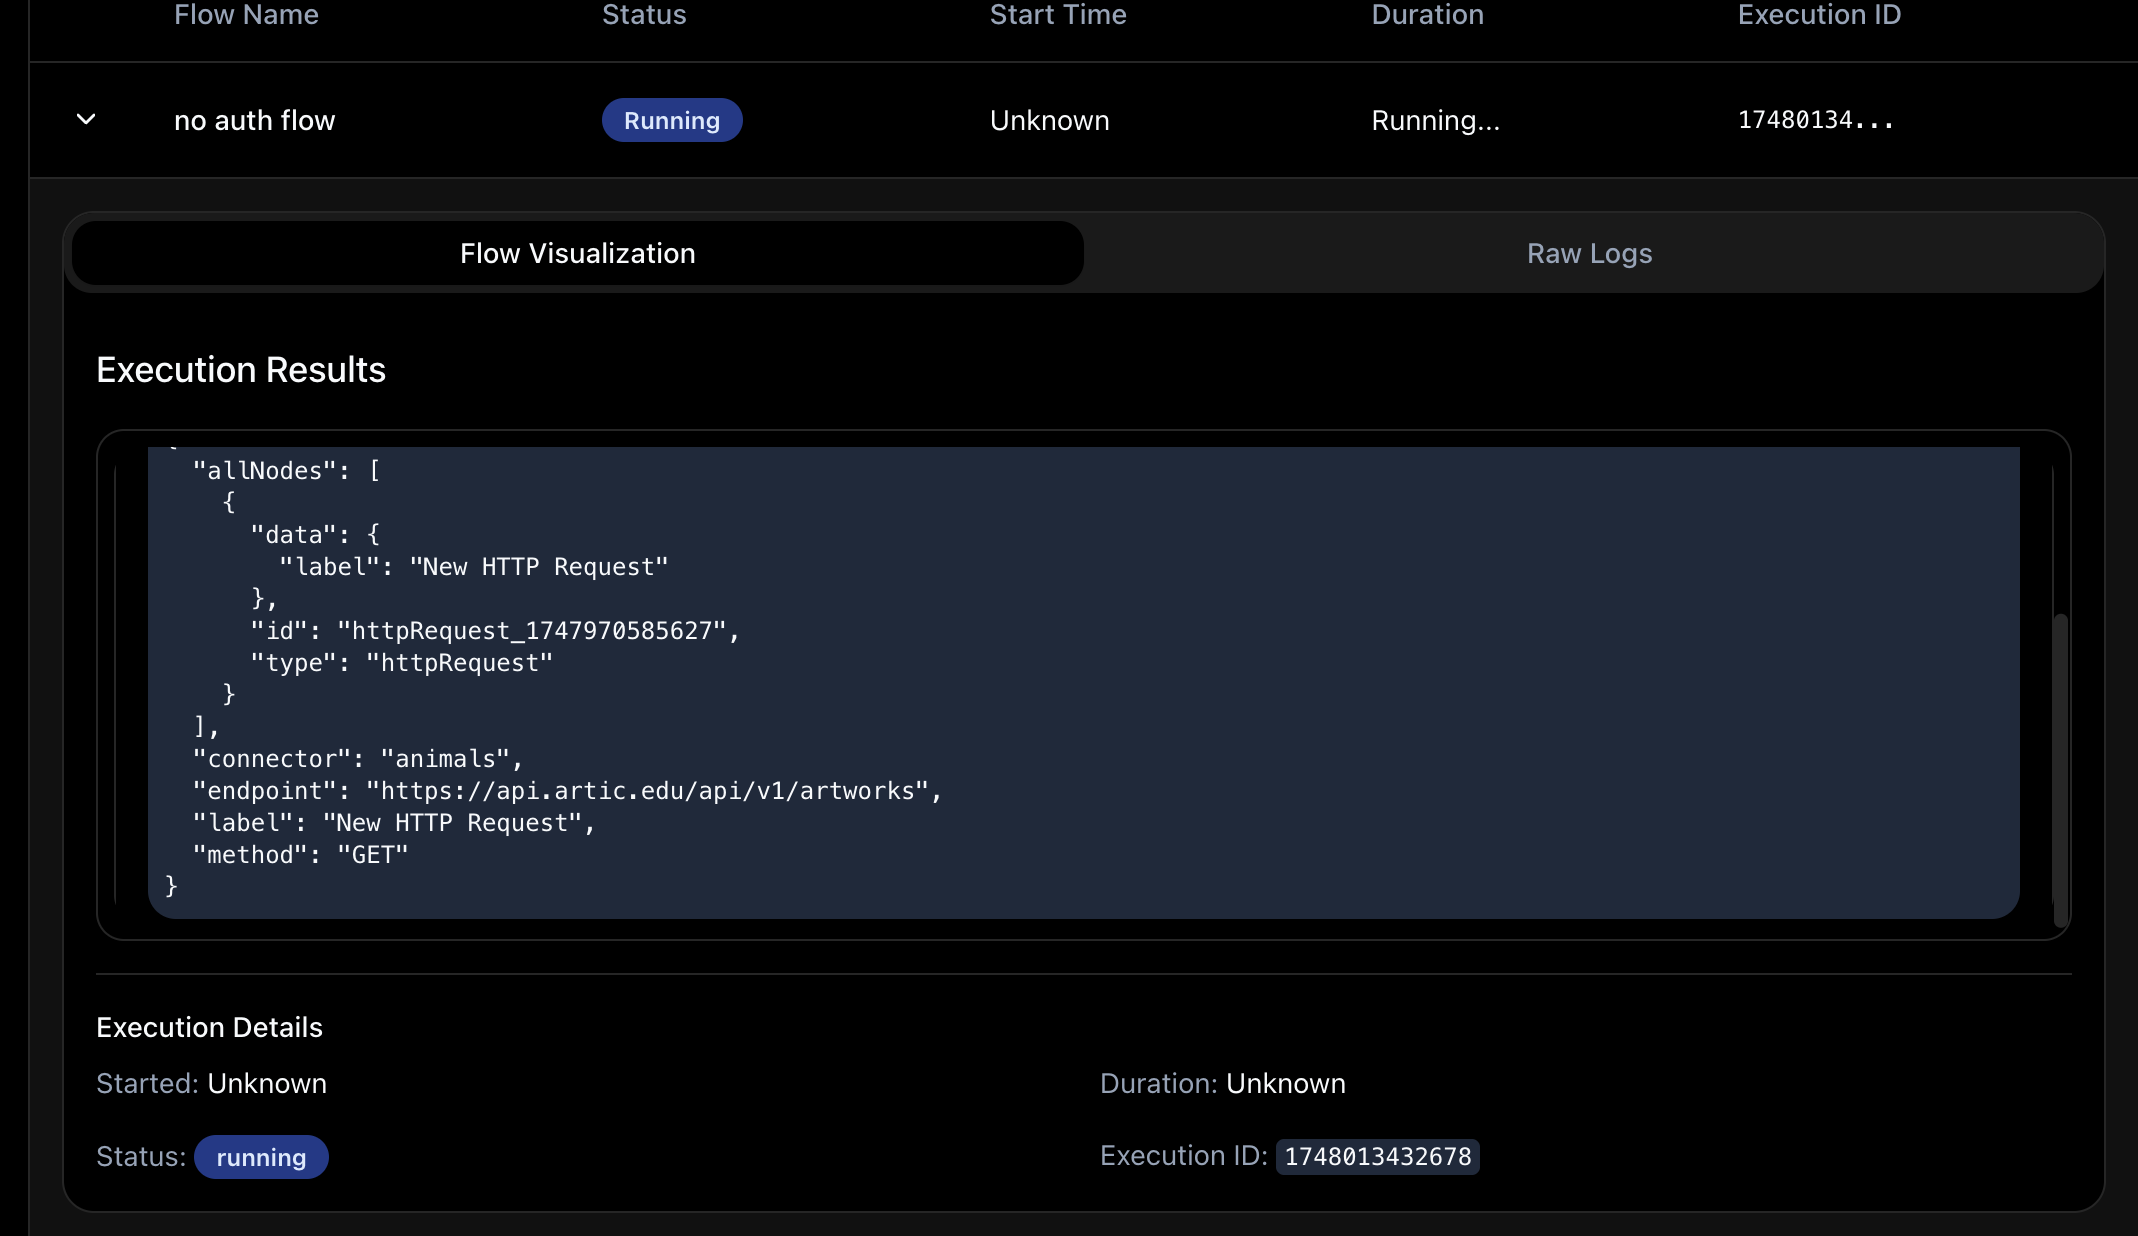 Flow Name Status Start Time Duration Execution ID
no auth flow Running Unknown Running... 17480134...
Flow Visualization Raw Logs
Execution Results
"allNodes": [
{
"data": {
"label": "New HTTP Request"
},
"id": "httpRequest_1747970585627",
"type": "httpRequest"
}
],
"connector": "animals",
"endpoint": "https://api.artic.edu/api/v1/artworks",
"label": "New HTTP Request",
"method": "GET"
}
Execution Details
Started: Unknown Duration: Unknown
Status: running Execution ID: 1748013432678